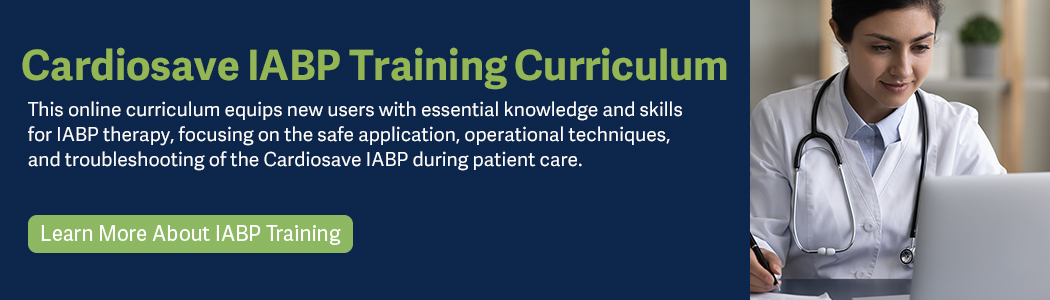 Cardiosave IABP Training Curriculum
This online curriculum equips new users with essential knowledge and skills
for IABP therapy, focusing on the safe application, operational techniques,
and troubleshooting of the Cardiosave IABP during patient care.
Learn More About IABP Training